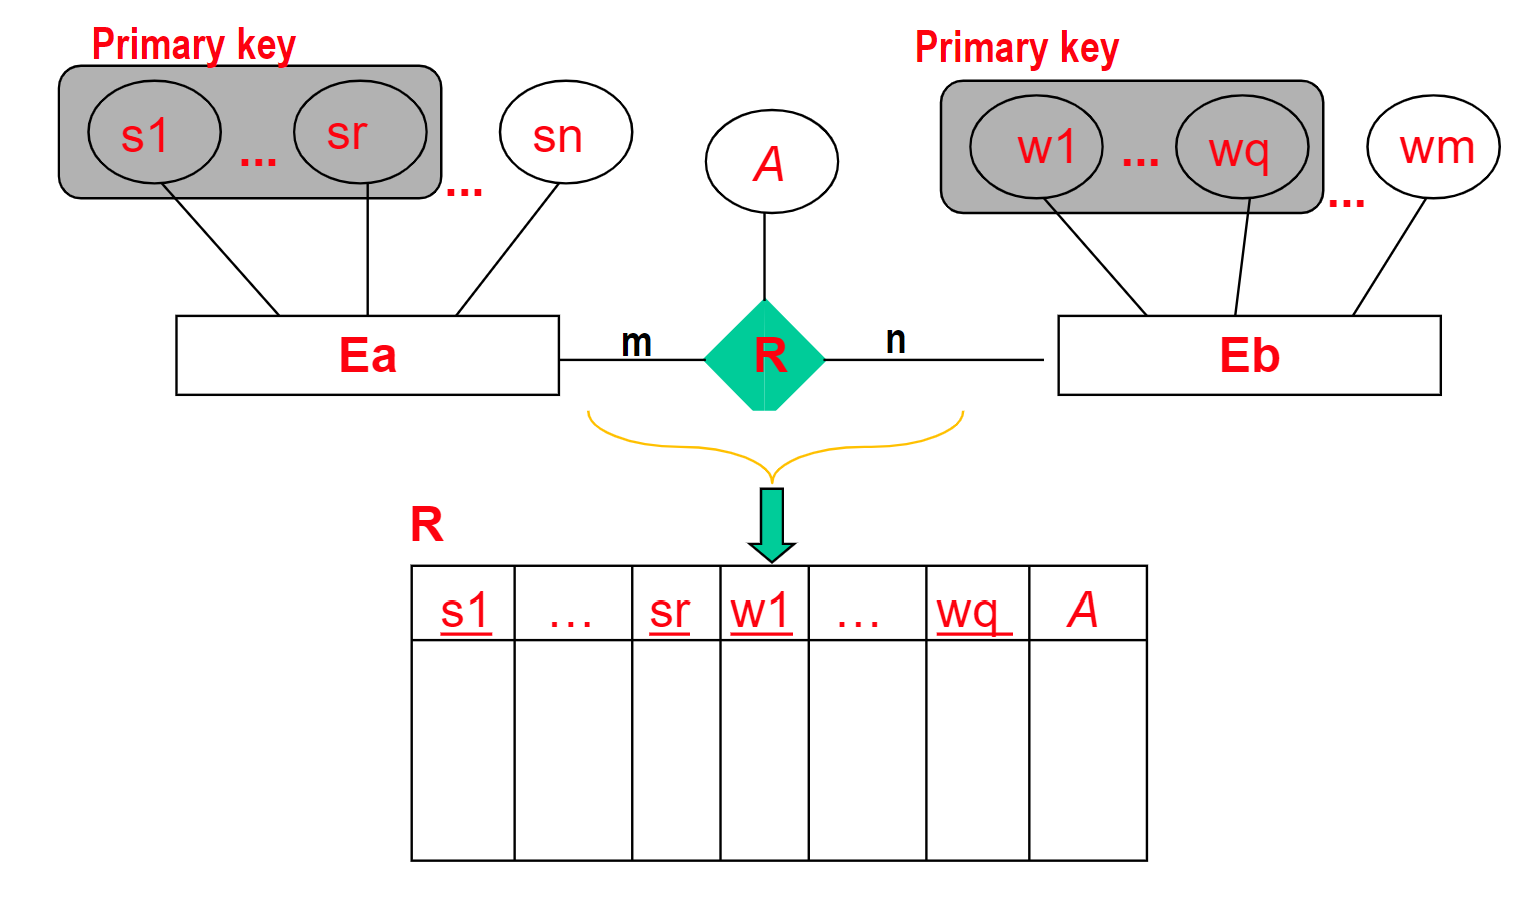 Primary key
Primary key
s1 ... sr ... sn
A
w1 ... wq ... wm
Ea
m
R
n
Eb
R
s1 ... sr w1 ... wq A